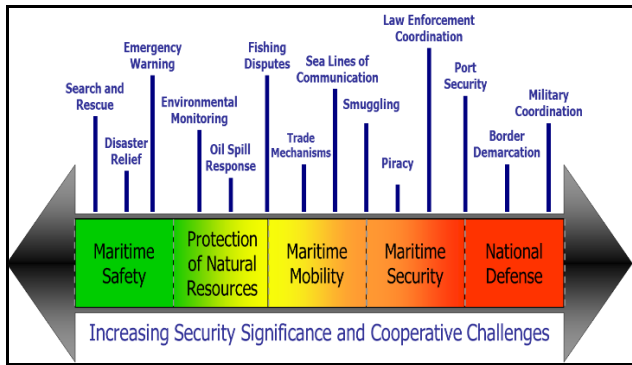 Search and
Rescue
Disaster
Relief
Emergency
Warning
Environmental
Monitoring
Oil Spill
Response
Fishing
Disputes
Trade
Mechanisms
Sea Lines of
Communication
Smuggling
Piracy
Law Enforcement
Coordination
Port
Security
Border
Demarcation
Military
Coordination
Maritime
Safety
Protection
of Natural
Resources
Maritime
Mobility
Maritime
Security
National
Defense
Increasing Security Significance and Cooperative Challenges